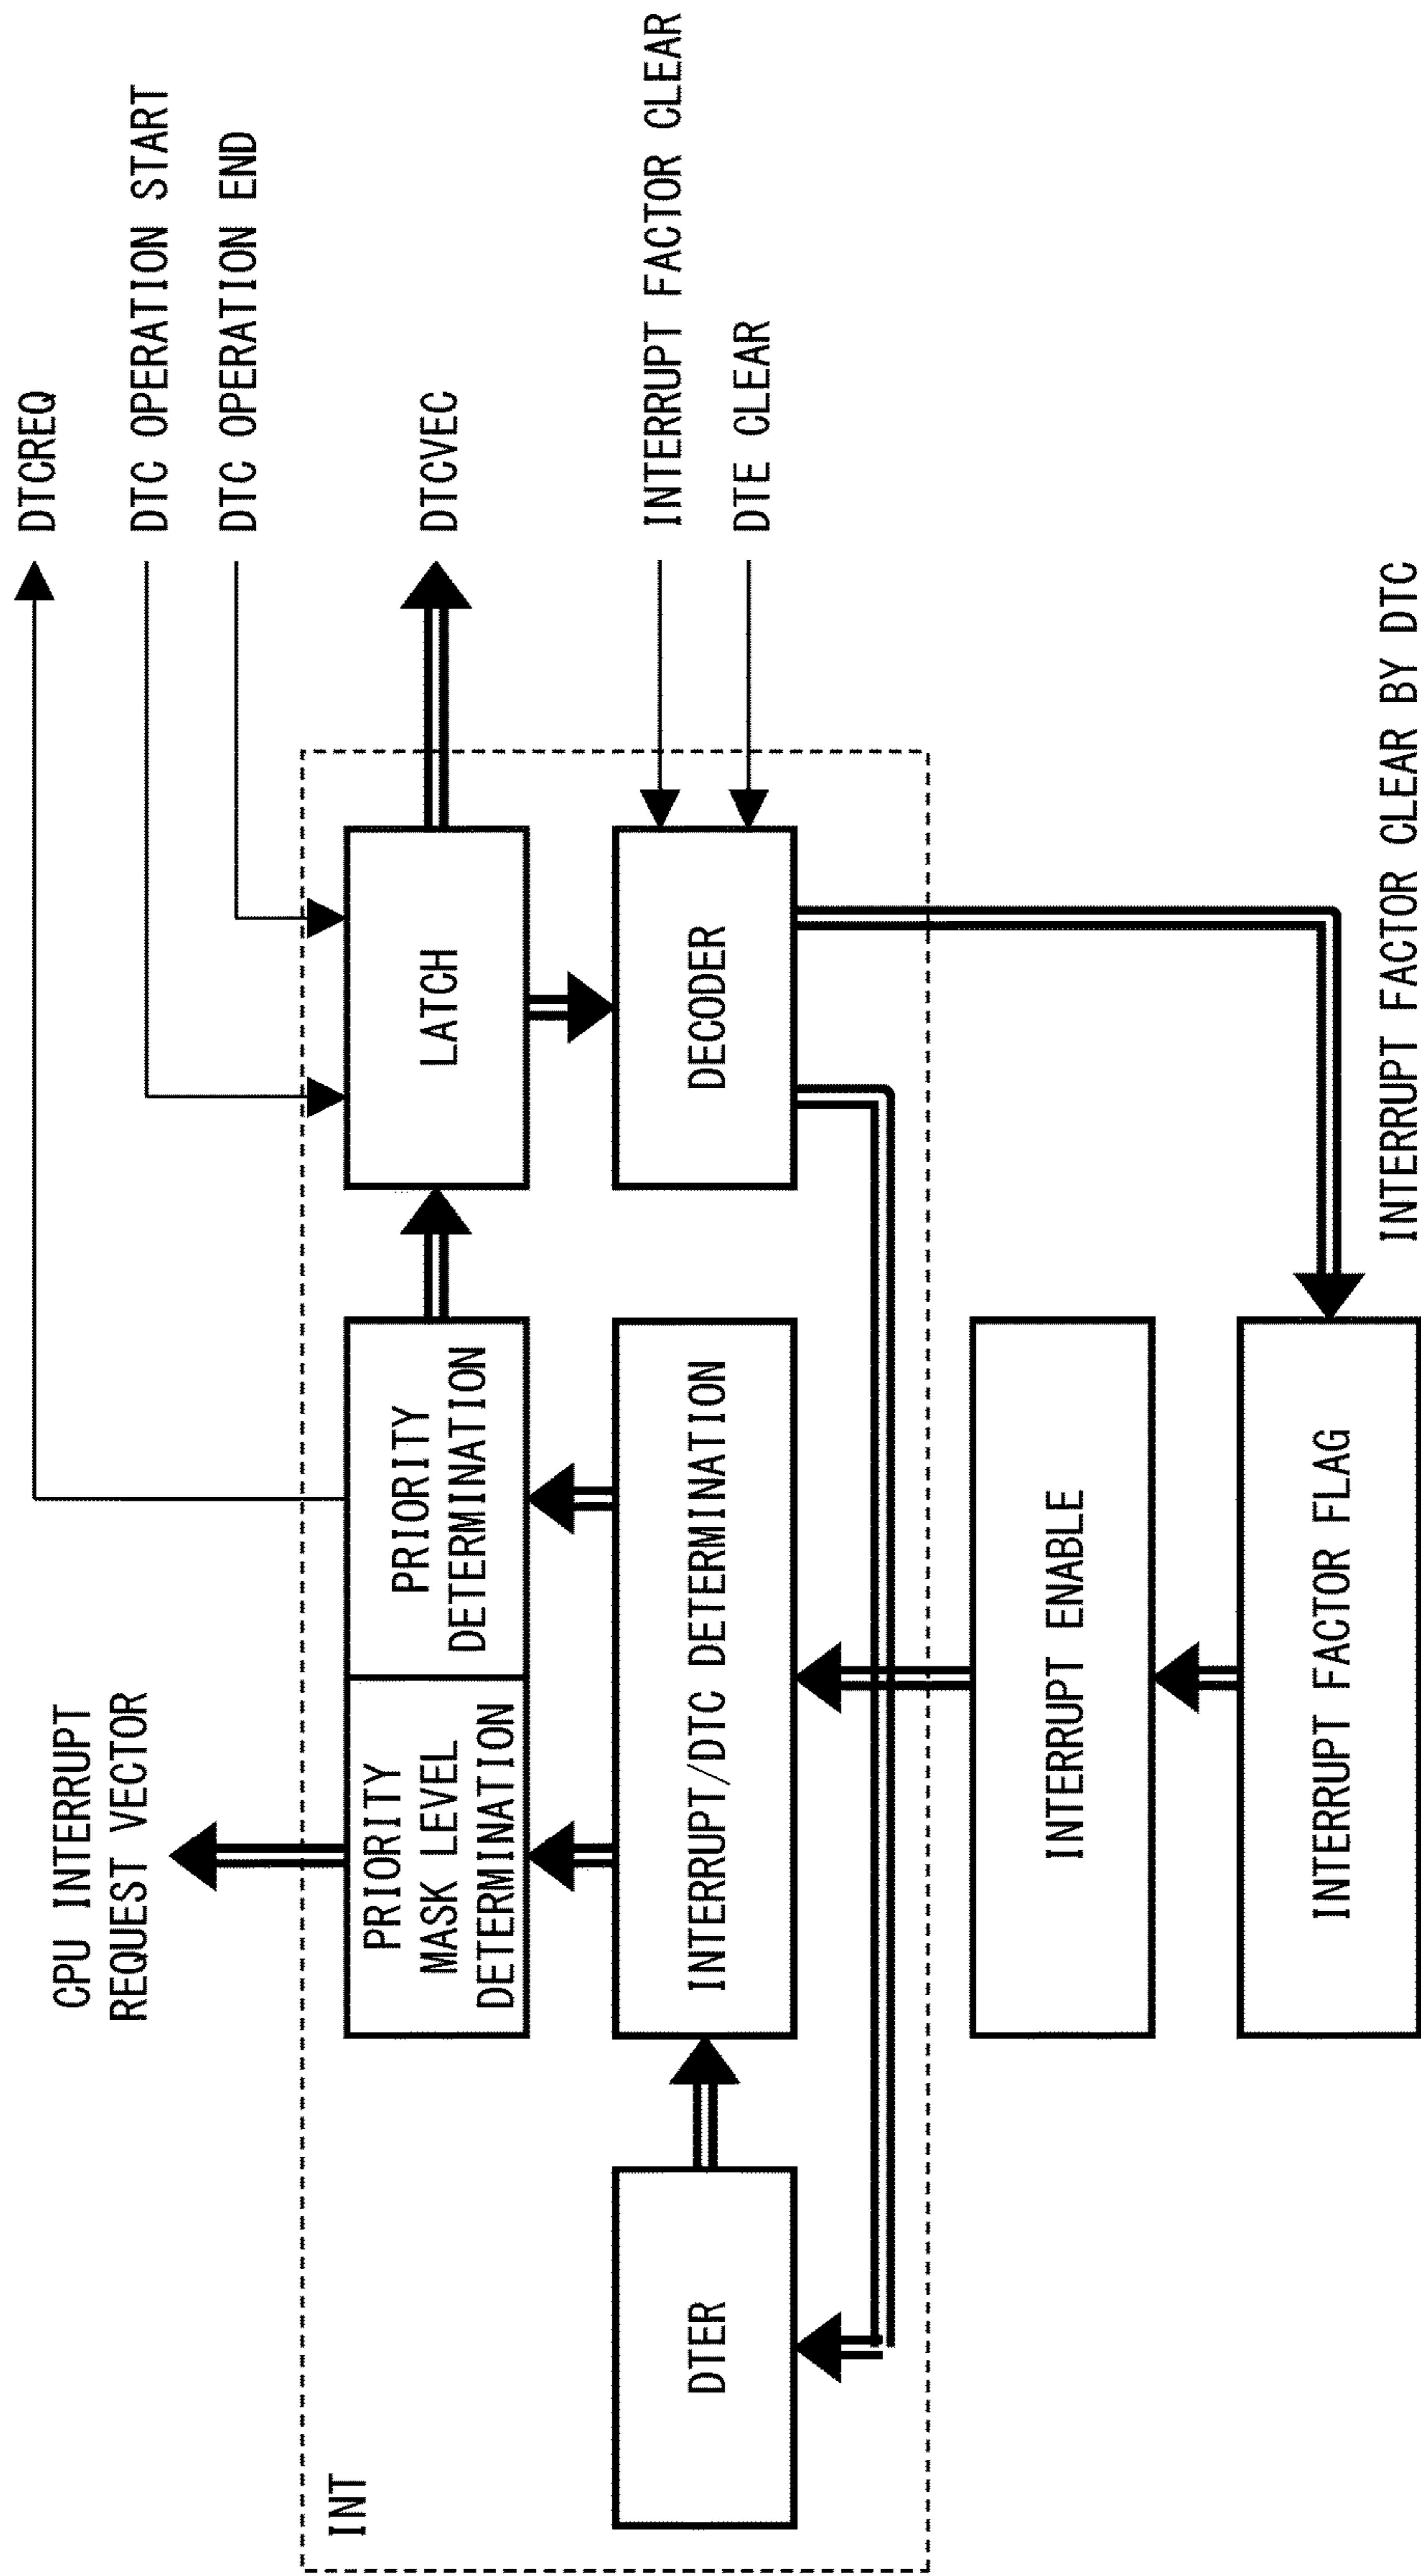 CPU INTERRUPT
REQUEST VECTOR
DTCREQ
DTC OPERATION START
DTC OPERATION END
INT
PRIORITY
MASK LEVEL
DETERMINATION
PRIORITY
DETERMINATION
LATCH
DTCVEC
DTER
INTERRUPT/DTC DETERMINATION
DECODER
INTERRUPT FACTOR CLEAR
DTE CLEAR
INTERRUPT ENABLE
INTERRUPT FACTOR FLAG
INTERRUPT FACTOR CLEAR BY DTC